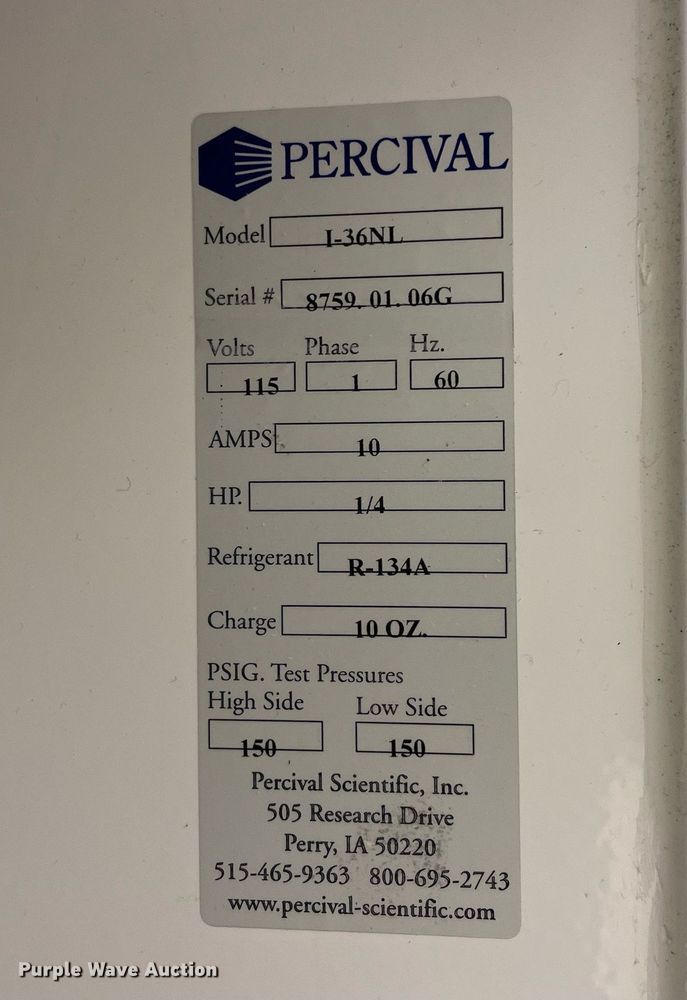 PERCIVAL
Model I-36NL
Serial # 8759. 01. 06G
Volts Phase Hz.
115 1 60
AMPS 10
HP. 1/4
Refrigerant R-134A
Charge 10 OZ.
PSIG. Test Pressures
High Side Low Side
150 150
Percival Scientific, Inc.
505 Research Drive
Perry, IA 50220
515-465-9363 800-695-2743
www.percival-scientific.com
Purple Wave Auction